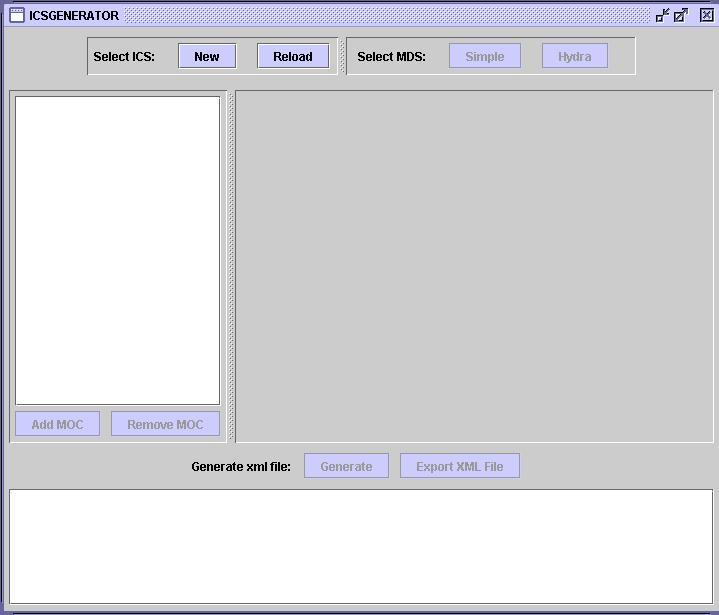 ICSGENERATOR
Select ICS: New Reload Select MDS: Simple Hydra
Add MOC Remove MOC
Generate xml file: Generate Export XML File